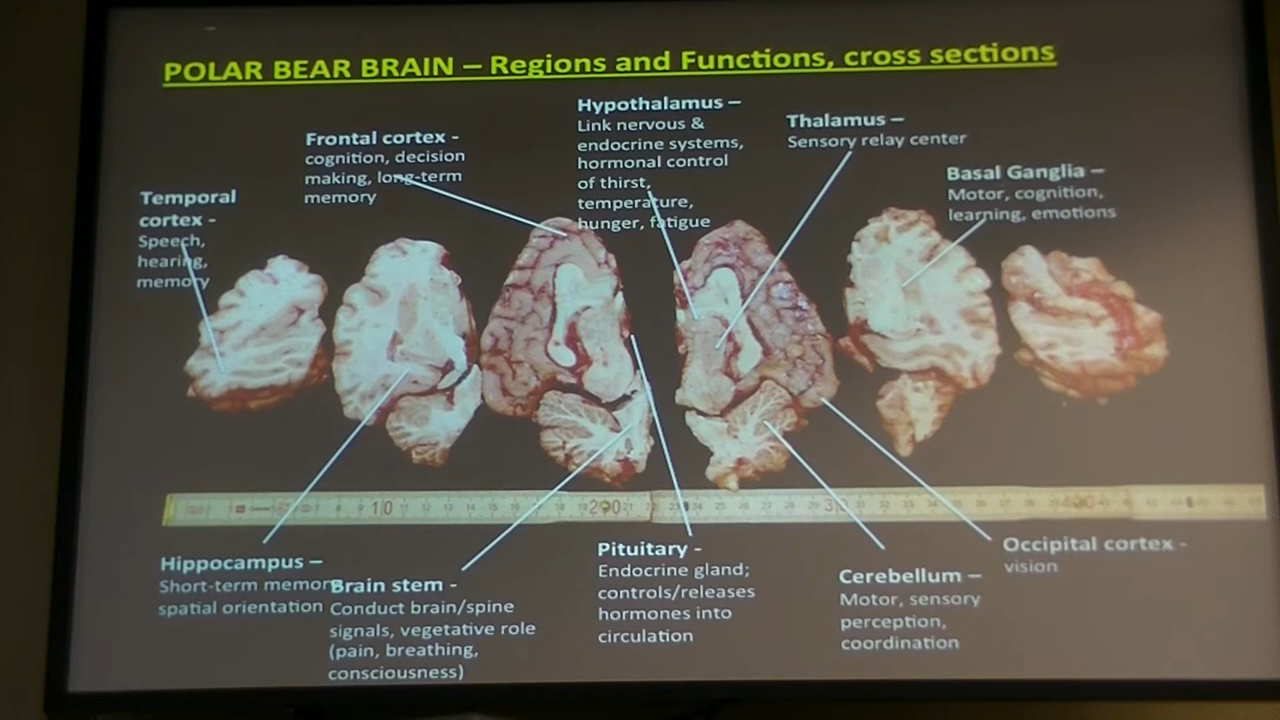 POLAR BEAR BRAIN – Regions and Functions, cross sections
Hypothalamus –
Link nervous &
endocrine systems,
hormonal control
of thirst,
temperature,
hunger, fatigue
Thalamus –
Sensory relay center
Frontal cortex -
cognition, decision
making, long-term
memory
Basal Ganglia –
Motor, cognition,
learning, emotions
Temporal
cortex -
Speech,
hearing,
memory
10
20
30
Hippocampus –
Short-term memory
spatial orientation
Brain stem -
Conduct brain/spine
signals, vegetative role
(pain, breathing,
consciousness)
Pituitary -
Endocrine gland;
controls/releases
hormones into
circulation
Cerebellum –
Motor, sensory
perception,
coordination
Occipital cortex -
vision